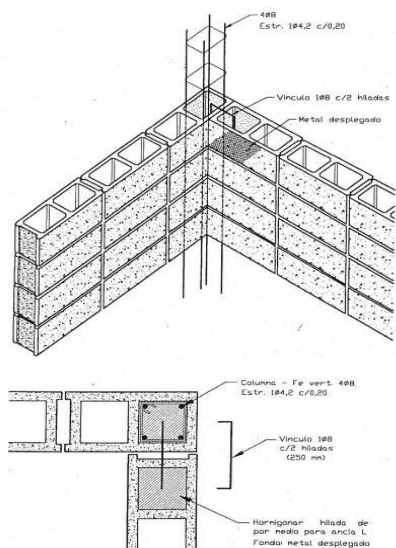 4Ø8
Estr. 1Ø4,2 c/0,20
Vinculo 1Ø8 c/2 hiladas
Metal desplegado
Columna - Fe vert. 4Ø8
Estr. 1Ø4,2 c/0,20
Vinculo 1Ø8
c/2 hiladas
(250 mm)
Hormigonar hilada de
por medio para ancla L
Fondo: metal desplegado